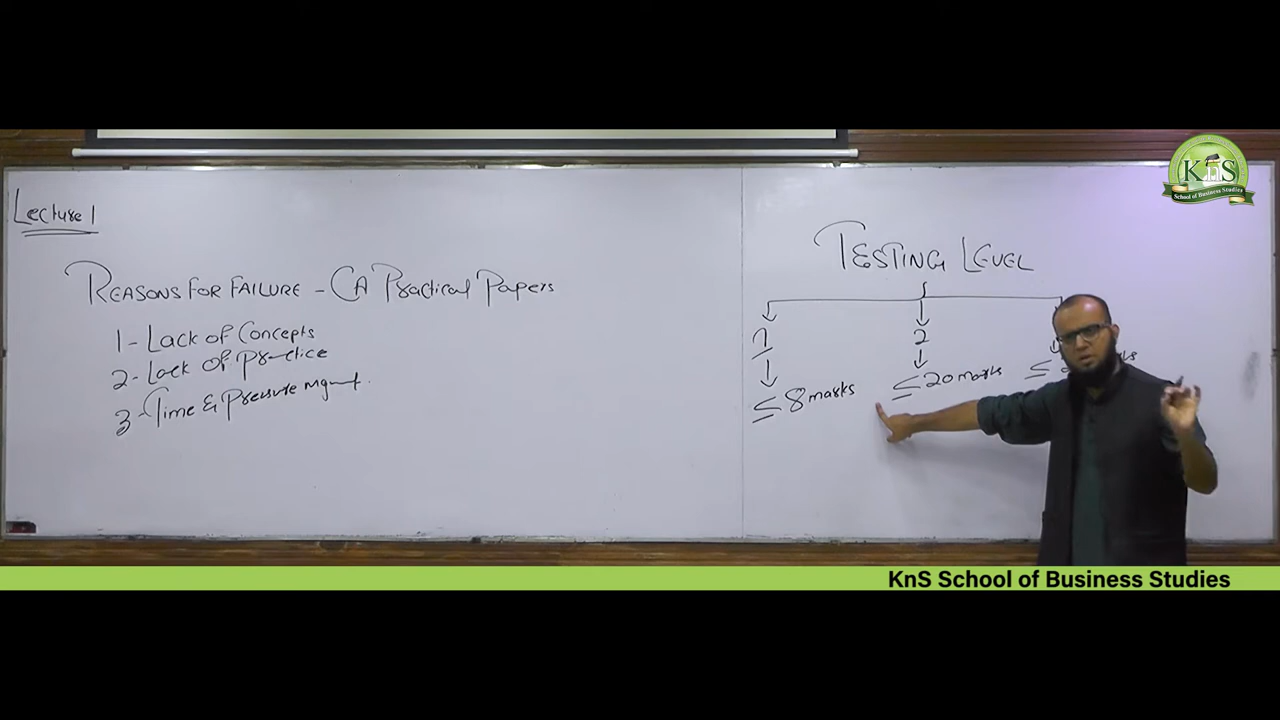 Lecture 1
REASONS FOR FAILURE - CA Practical Papers
1- Lack of Concepts
2- Lack of practice
3- Time & Pressure mgmt.
TESTING LEVEL
1
2
≤ 8 marks
≤ 20 marks
≤
KnS
School of Business Studies
KnS School of Business Studies